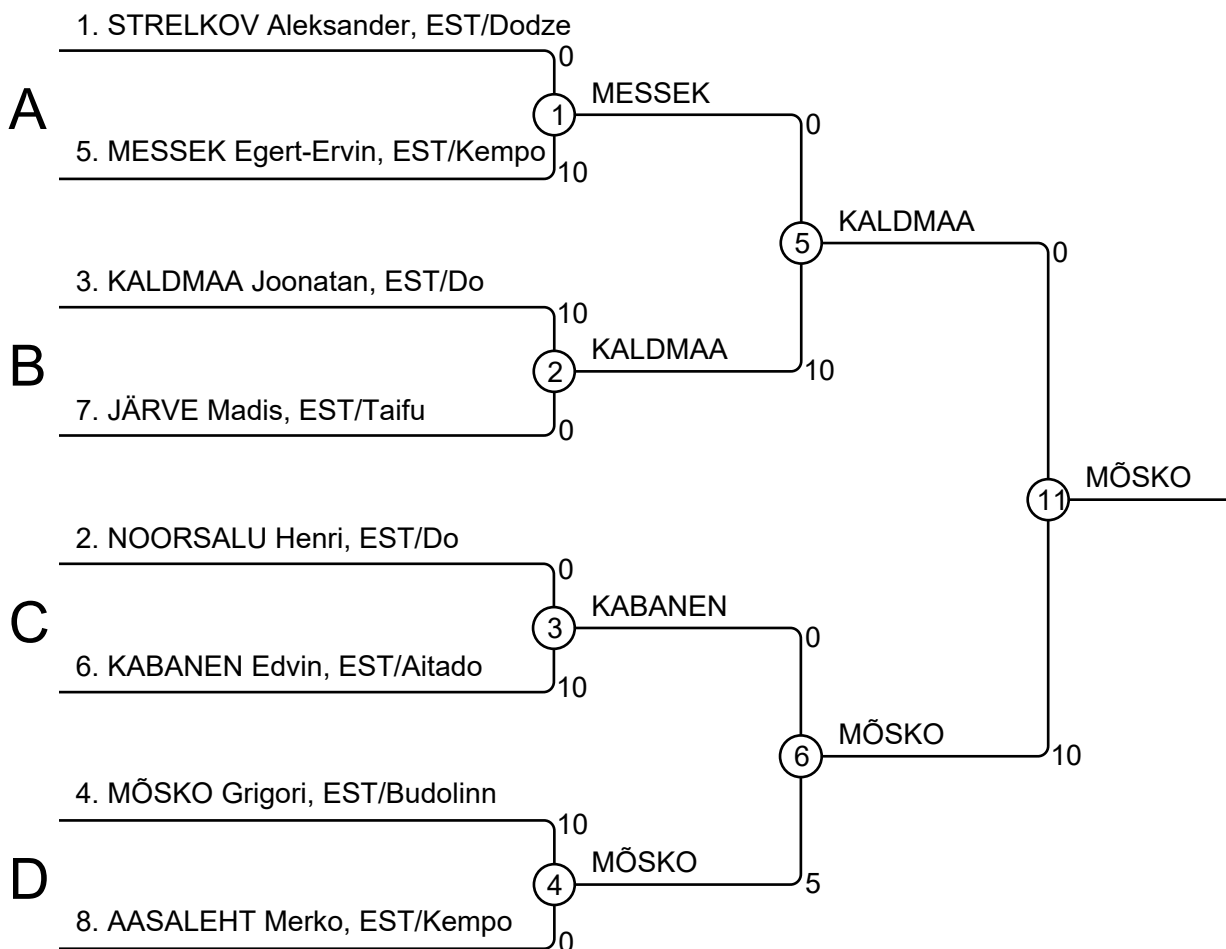 1. STRELKOV Aleksander, EST/Dodze
0
A
1
MESSEK
5. MESSEK Egert-Ervin, EST/Kempo
10
0
5
KALDMAA
3. KALDMAA Joonatan, EST/Do
10
B
2
KALDMAA
10
7. JÄRVE Madis, EST/Taifu
0
0
11
MÕSKO
2. NOORSALU Henri, EST/Do
0
C
3
KABANEN
6. KABANEN Edvin, EST/Aitado
10
0
6
MÕSKO
10
4. MÕSKO Grigori, EST/Budolinn
10
D
4
MÕSKO
5
8. AASALEHT Merko, EST/Kempo
0